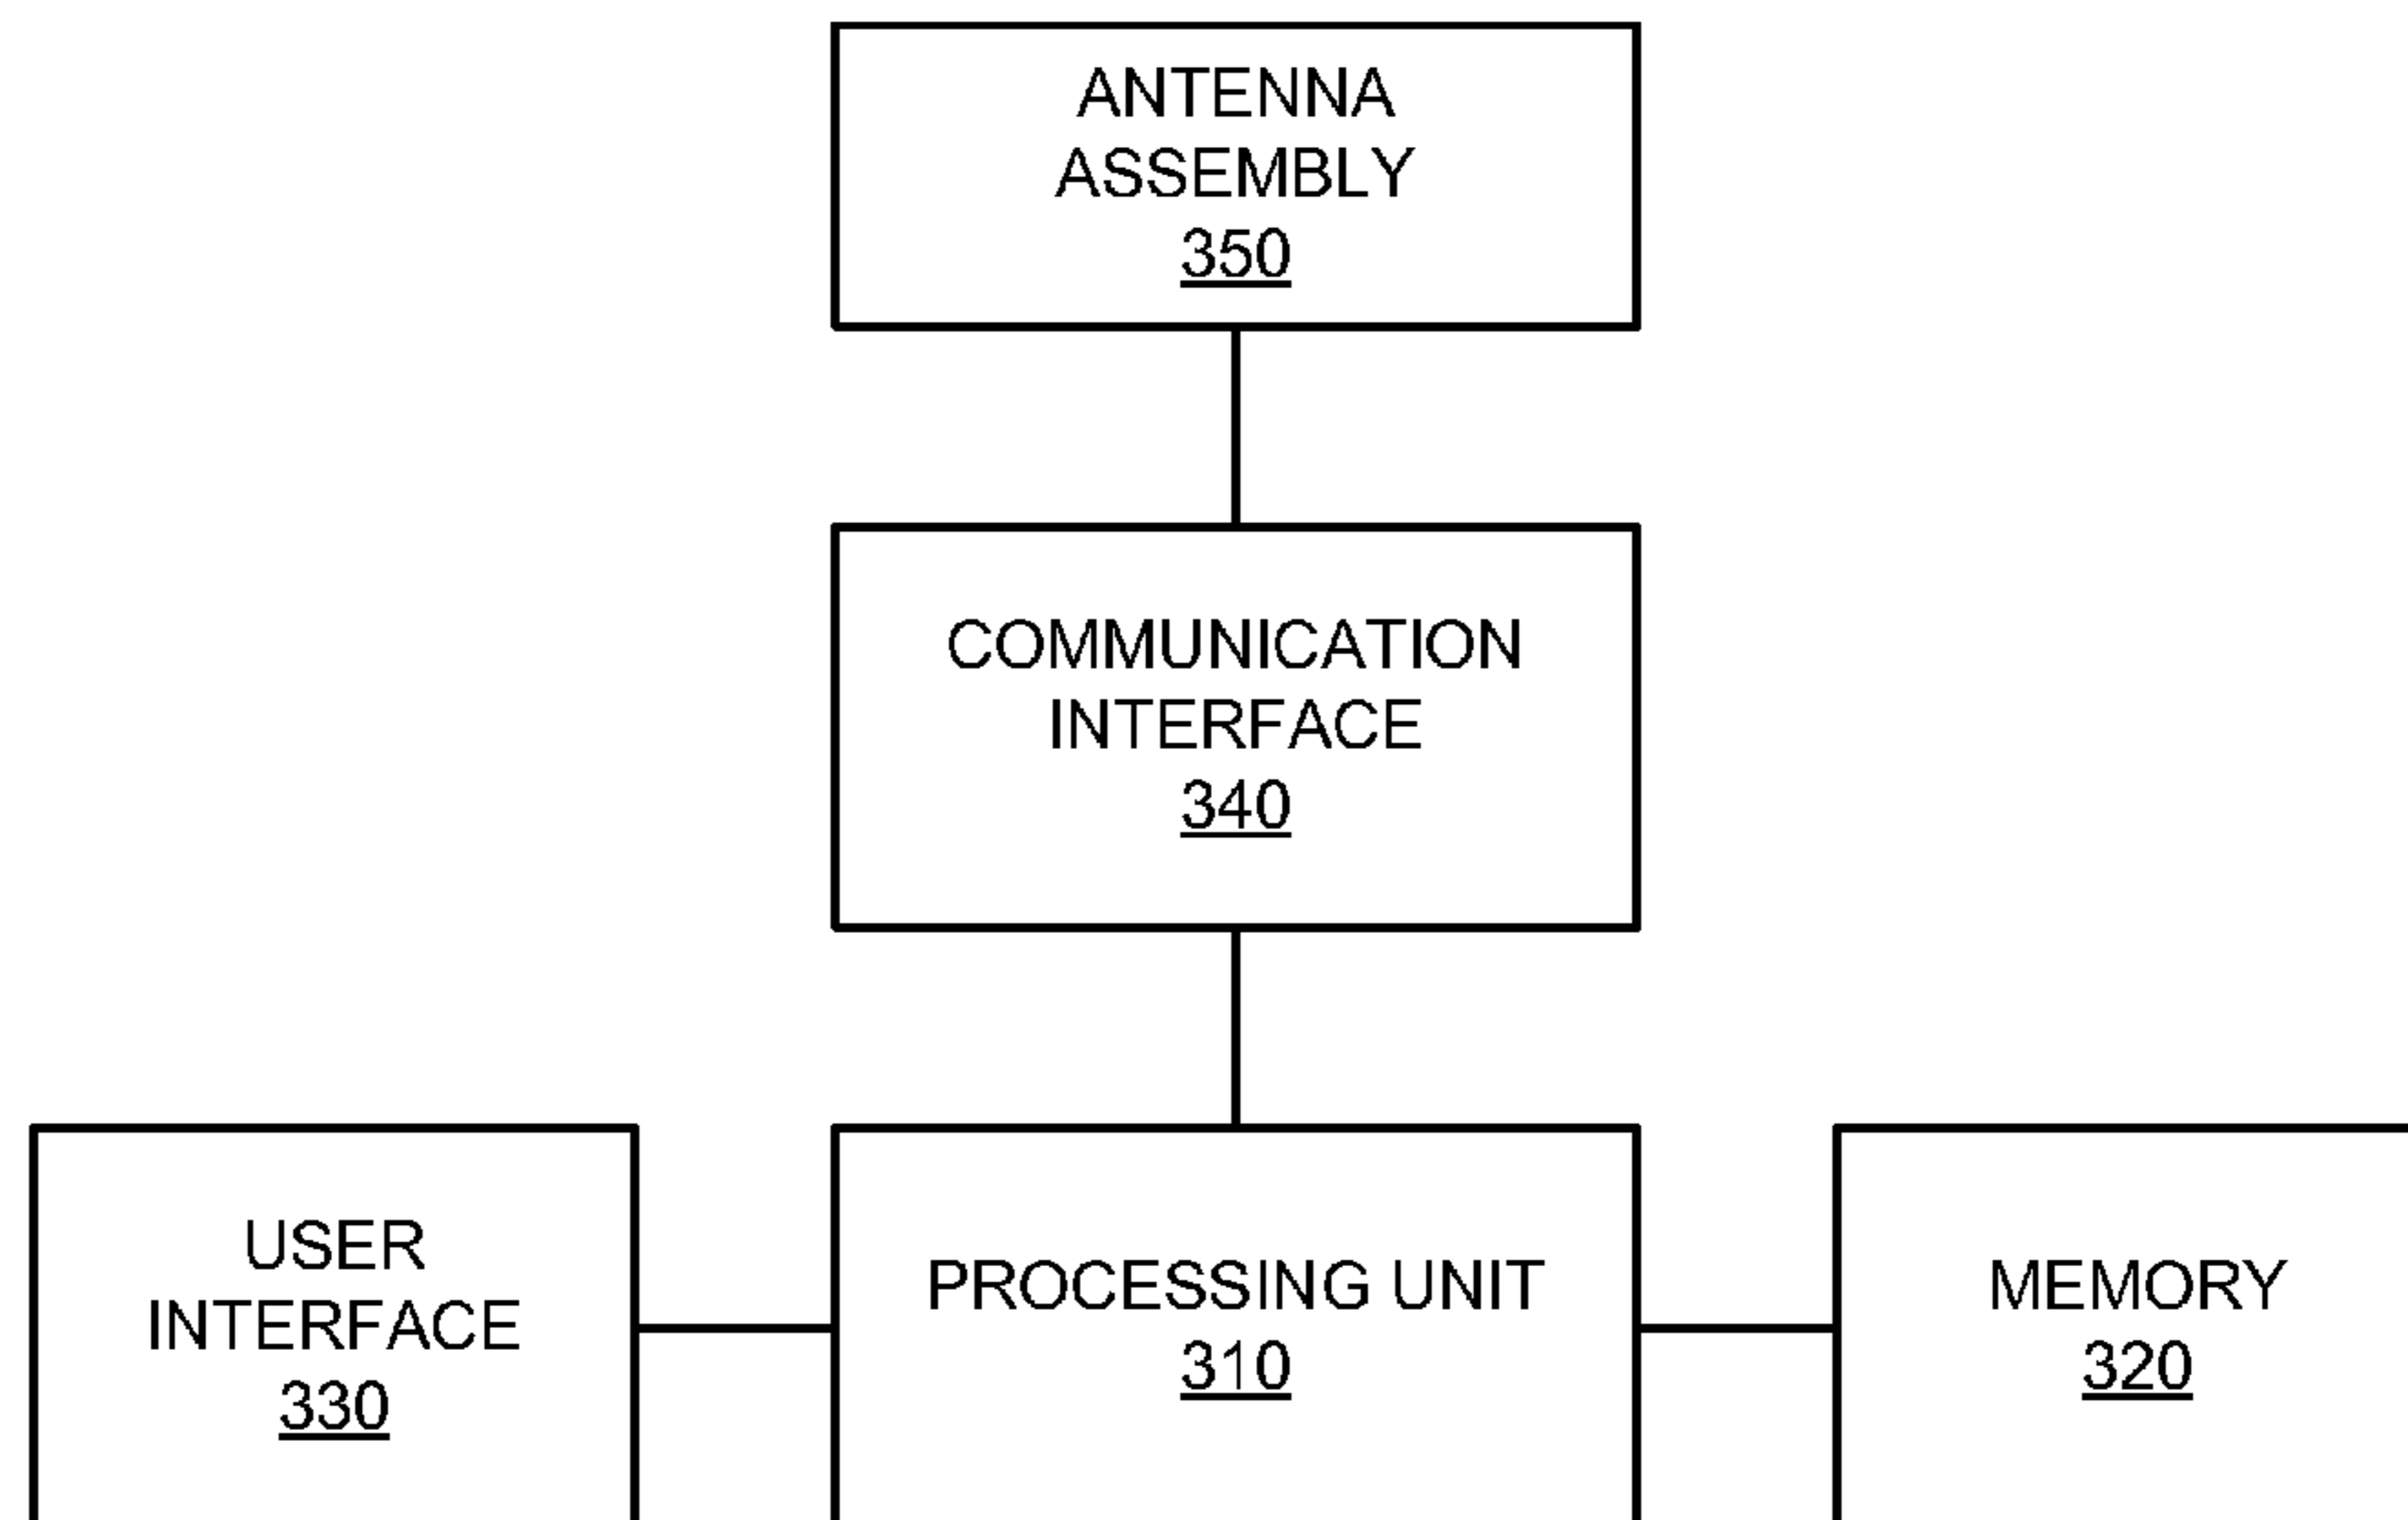 ANTENNA
ASSEMBLY
350
COMMUNICATION
INTERFACE
340
USER
INTERFACE
330
PROCESSING UNIT
310
MEMORY
320